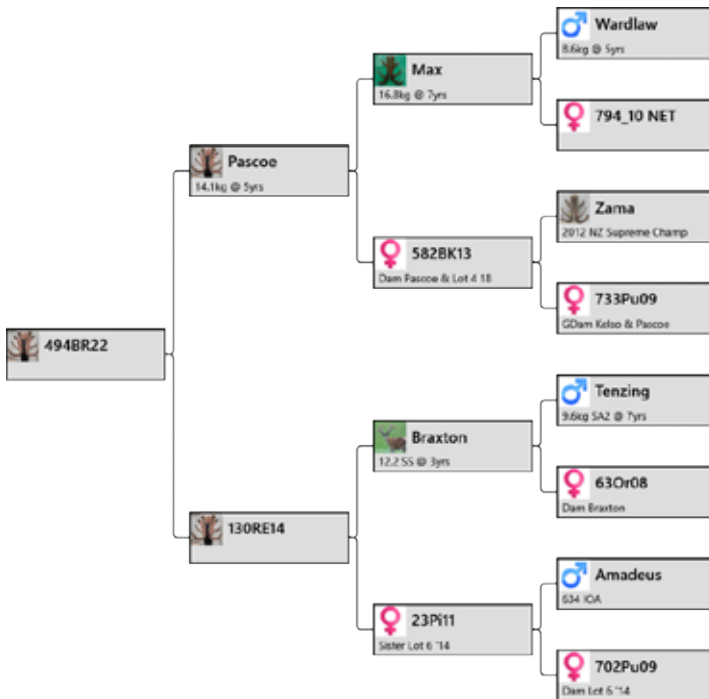 Wardlaw
8.6kg @ 5yrs
Max
16.8kg @ 7yrs
794_10 NET
Pascoe
14.1kg @ 5yrs
Zama
2012 NZ Supreme Champ
582BK13
Dam Pascoe & Lot 4 18
733Pu09
GDam Kelso & Pascoe
494BR22
Tenzing
9.6kg SA2 @ 7yrs
Braxton
12.2 SS @ 3yrs
63Or08
Dam Braxton
130RE14
Amadeus
634 IOA
23Pi11
Sister Lot 6 '14
702Pu09
Dam Lot 6 '14